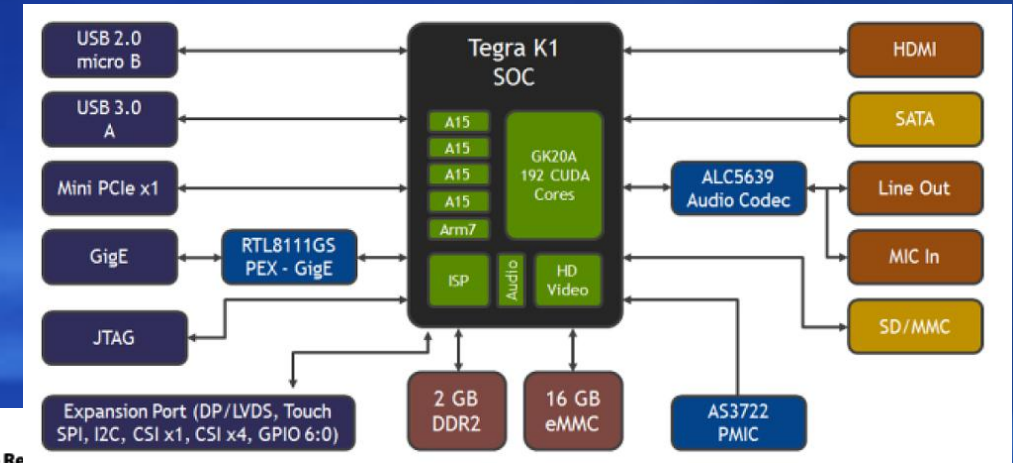 USB 2.0
micro B
USB 3.0
A
Mini PCIe x1
GigE
RTL8111GS
PEX - GigE
JTAG
Expansion Port (DP/LVDS, Touch
SPI, I2C, CSI x1, CSI x4, GPIO 6:0)
Tegra K1
SOC
A15
A15
A15
A15
Arm7
GK20A
192 CUDA
Cores
ISP
Audio
HD
Video
2 GB
DDR2
16 GB
eMMC
HDMI
SATA
ALC5639
Audio Codec
Line Out
MIC In
SD/MMC
AS3722
PMIC